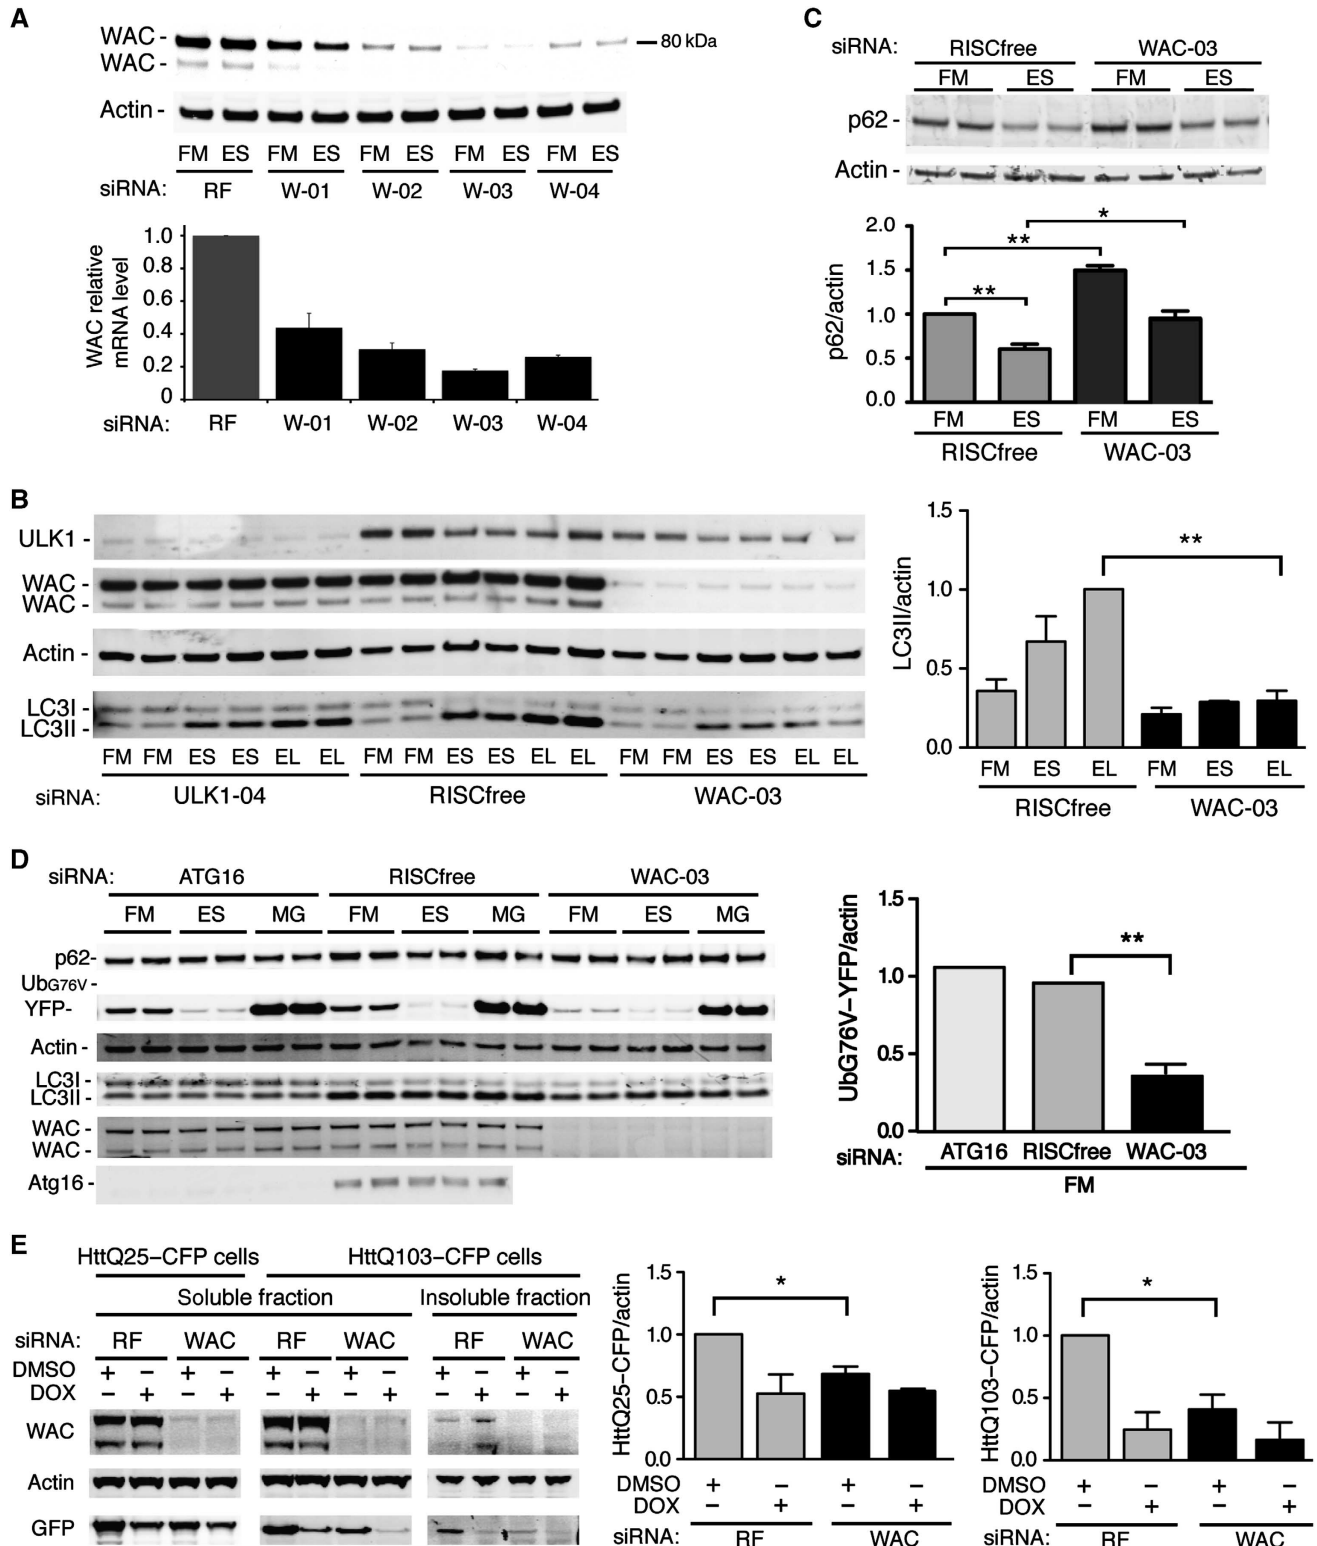 A
WAC -
WAC -
80 kDa
Actin -
FM ES FM ES FM ES FM ES FM ES
siRNA: RF W-01 W-02 W-03 W-04
WAC relative
mRNA level
1.0
0.8
0.6
0.4
0.2
0
siRNA: RF W-01 W-02 W-03 W-04
C
siRNA: RISCfree WAC-03
FM ES FM ES
p62 -
Actin -
p62/actin
2.0
1.5
1.0
0.5
0.0
** ** *
FM ES FM ES
RISCfree WAC-03
B
ULK1 -
WAC -
WAC -
Actin -
LC3I -
LC3II -
FM FM ES ES EL EL FM FM ES ES EL EL FM FM ES ES EL EL
siRNA: ULK1-04 RISCfree WAC-03
LC3II/actin
1.5
1.0
0.5
0.0
**
FM ES EL FM ES EL
RISCfree WAC-03
D
siRNA: ATG16 RISCfree WAC-03
FM ES MG FM ES MG FM ES MG
p62-
UbG76V -
YFP-
Actin -
LC3I -
LC3II -
WAC -
WAC -
Atg16 -
UbG76V–YFP/actin
1.5
1.0
0.5
0.0
**
siRNA: ATG16 RISCfree WAC-03
FM
E
HttQ25–CFP cells HttQ103–CFP cells
Soluble fraction Insoluble fraction
siRNA: RF WAC RF WAC RF WAC
DMSO + – + – + – + – + – + –
DOX – + – + – + – + – + – +
WAC
Actin
GFP
HttQ25–CFP/actin
1.5
1.0
0.5
0.0
*
DMSO + – + –
DOX – + – +
siRNA: RF WAC
HttQ103–CFP/actin
1.5
1.0
0.5
0.0
*
DMSO + – + –
DOX – + – +
siRNA: RF WAC